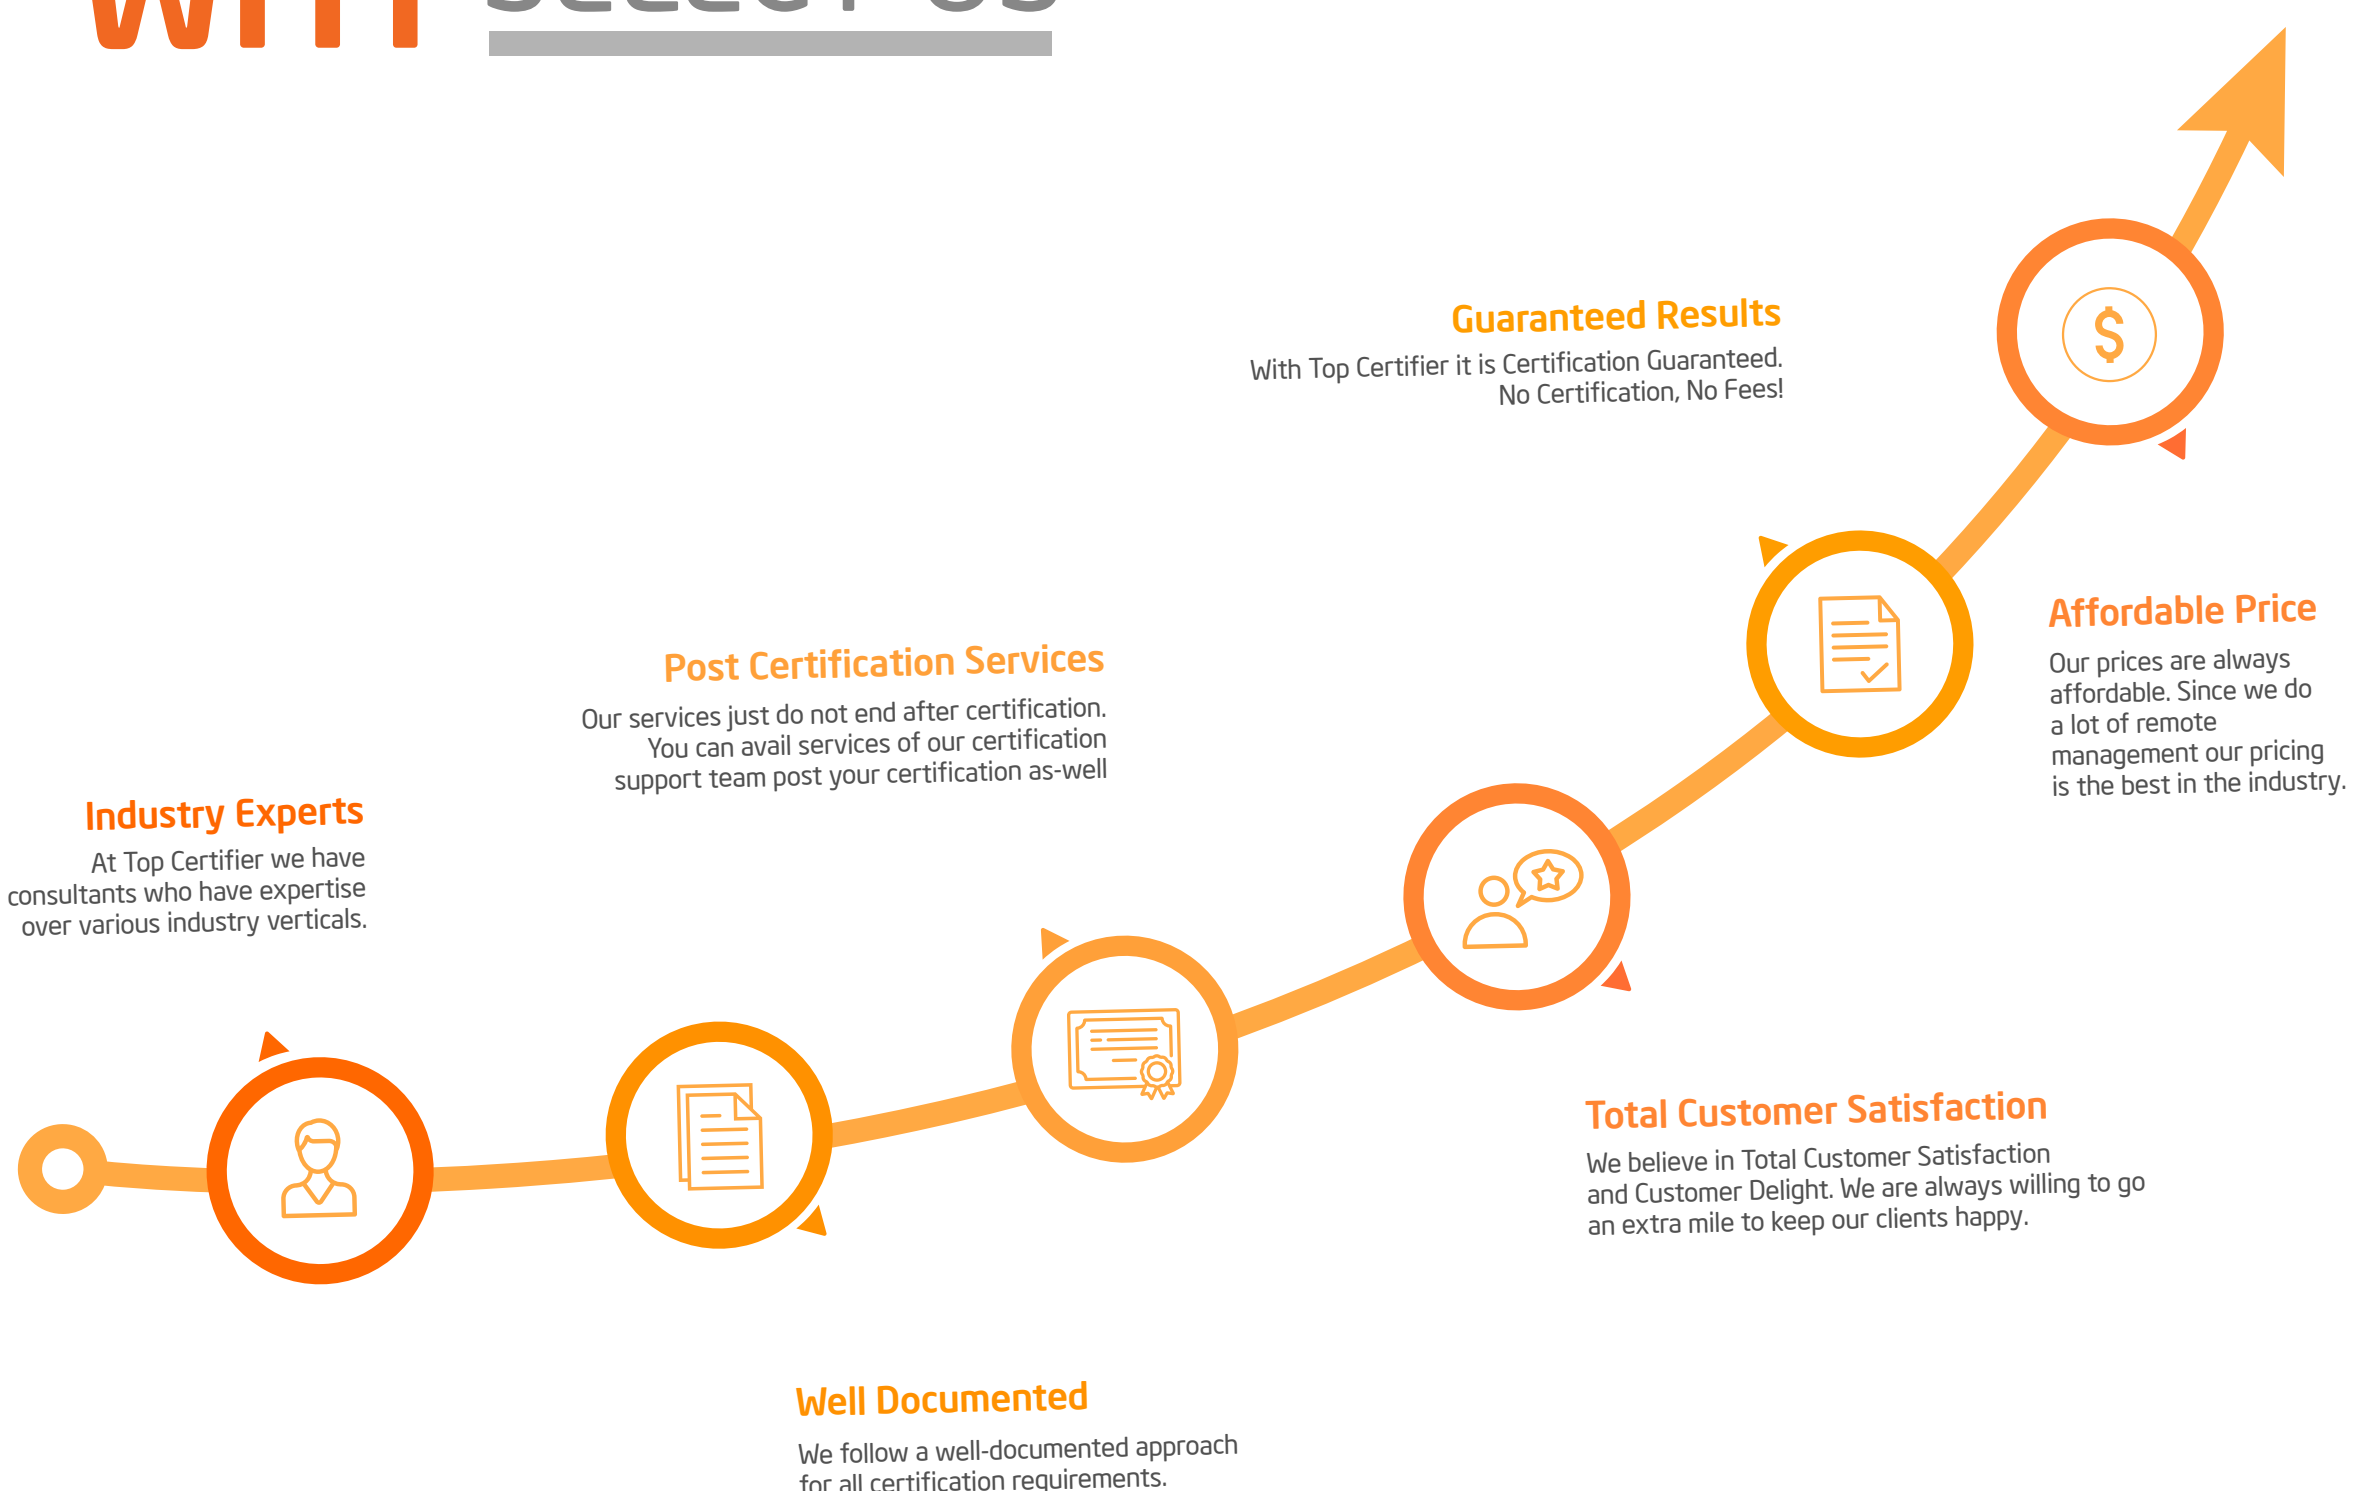 SELECT US
Guaranteed Results
With Top Certifier it is Certification Guaranteed.
No Certification, No Fees!
Affordable Price
Our prices are always
affordable. Since we do
a lot of remote
management our pricing
is the best in the industry.
Post Certification Services
Our services just do not end after certification.
You can avail services of our certification
support team post your certification as-well
Industry Experts
At Top Certifier we have
consultants who have expertise
over various industry verticals.
Total Customer Satisfaction
We believe in Total Customer Satisfaction
and Customer Delight. We are always willing to go
an extra mile to keep our clients happy.
Well Documented
We follow a well-documented approach
for all certification requirements.